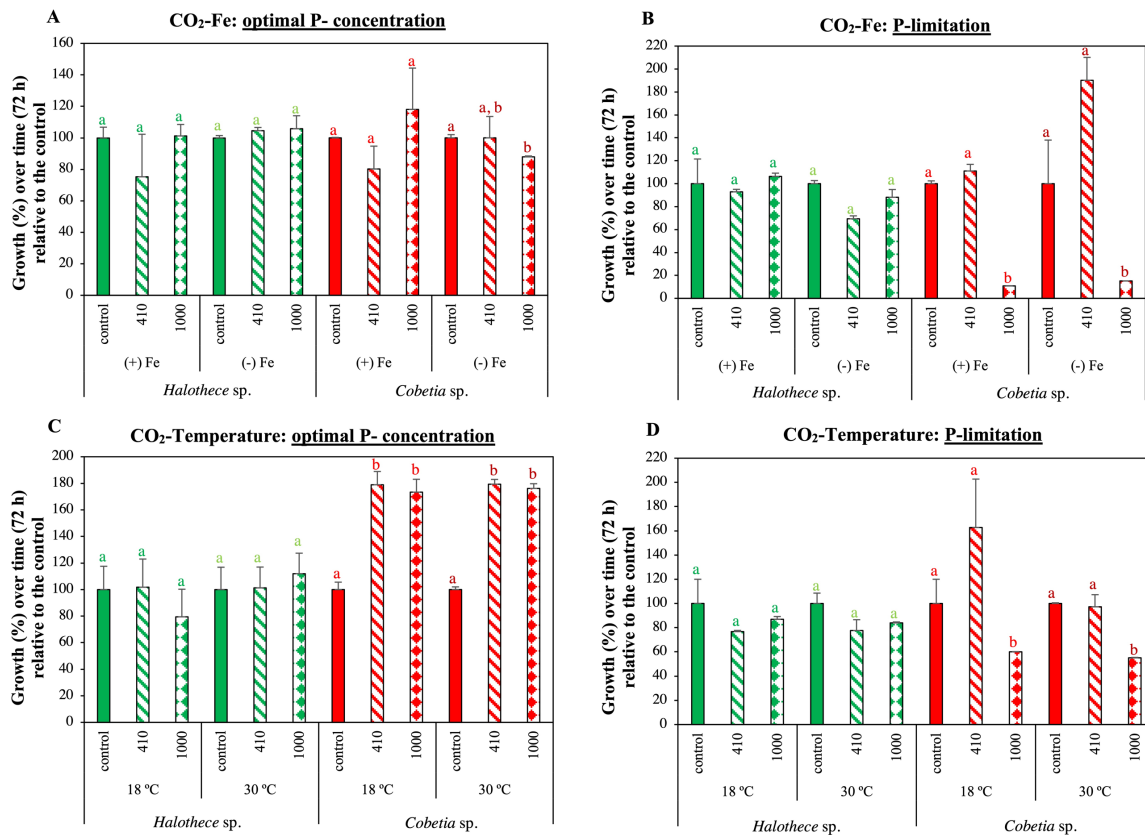 A
CO₂-Fe: optimal P- concentration
Growth (%) over time (72 h)
relative to the control
160
140
120
100
80
60
40
20
0
a
a
a
a
a
a
a
a
a
a
a, b
b
control
410
1000
control
410
1000
control
410
1000
control
410
1000
(+) Fe
(-) Fe
(+) Fe
(-) Fe
Halothece sp.
Cobetia sp.
B
CO₂-Fe: P-limitation
Growth (%) over time (72 h)
relative to the control
220
200
180
160
140
120
100
80
60
40
20
0
a
a
a
a
a
a
a
a
b
a
a
b
control
410
1000
control
410
1000
control
410
1000
control
410
1000
(+) Fe
(-) Fe
(+) Fe
(-) Fe
Halothece sp.
Cobetia sp.
C
CO₂-Temperature: optimal P- concentration
Growth (%) over time (72 h)
relative to the control
200
180
160
140
120
100
80
60
40
20
0
a
a
a
a
a
a
a
b
b
a
b
b
control
410
1000
control
410
1000
control
410
1000
control
410
1000
18 ºC
30 ºC
18 ºC
30 ºC
Halothece sp.
Cobetia sp.
D
CO₂-Temperature: P-limitation
Growth (%) over time (72 h)
relative to the control
220
200
180
160
140
120
100
80
60
40
20
0
a
a
a
a
a
a
a
a
b
a
a
b
control
410
1000
control
410
1000
control
410
1000
control
410
1000
18 ºC
30 ºC
18 ºC
30 ºC
Halothece sp.
Cobetia sp.